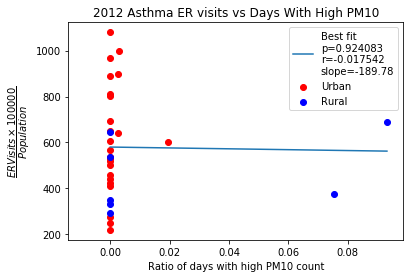 2012 Asthma ER visits vs Days With High PM10
Best fit
p=0.924083
r=-0.017542
slope=-189.78
Urban
Rural
ERVisits × 100000
Population
1000
800
600
400
200
0.00 0.02 0.04 0.06 0.08
Ratio of days with high PM10 count